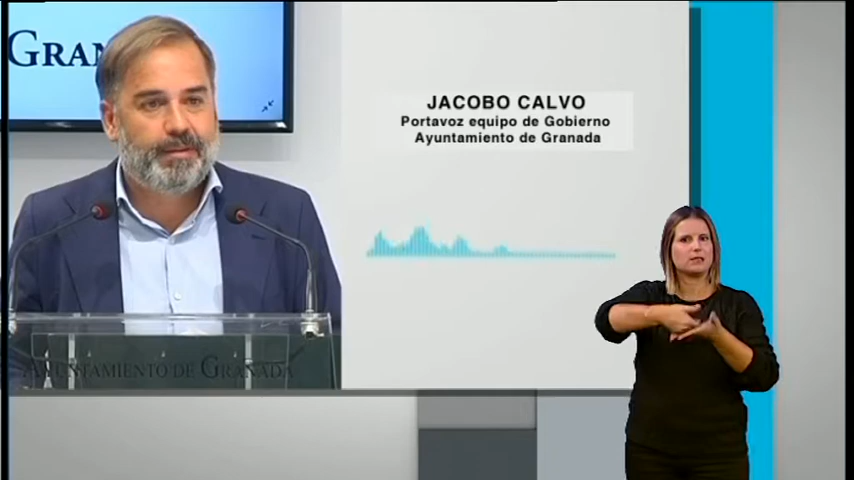 GRAN
JACOBO CALVO
Portavoz equipo de Gobierno
Ayuntamiento de Granada
AYUNTAMIENTO DE GRANADA